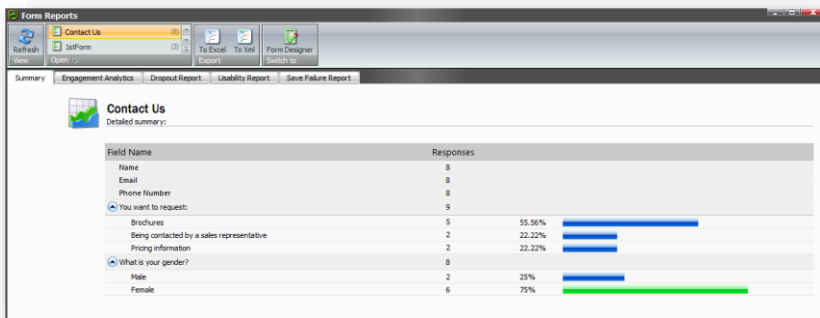 Form Reports
Refresh
View
Contact Us (8)
1stForm (3)
Open
To Excel To Xml
Export
Form Designer
Switch to
Summary Engagement Analytics Dropout Report Usability Report Save Failure Report
Contact Us
Detailed summary:
Field Name Responses
Name 8
Email 8
Phone Number 8
You want to request: 9
Brochures 5 55.56%
Being contacted by a sales representative 2 22.22%
Pricing information 2 22.22%
What is your gender? 8
Male 2 25%
Female 6 75%